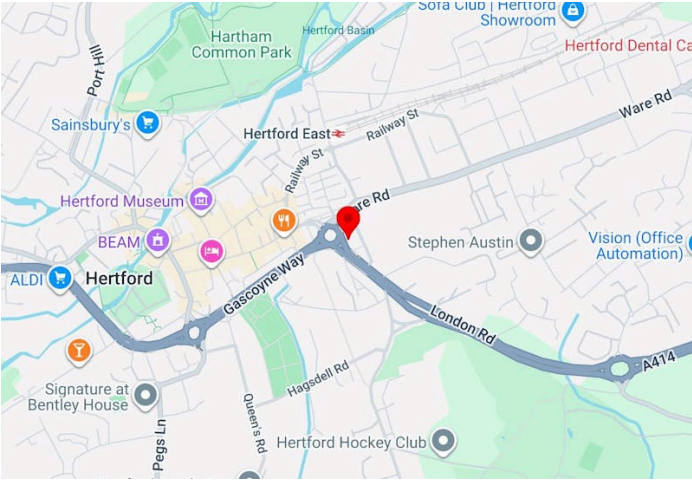 Sofa Club | Hertford
Showroom
Hertford Basin
Hartham
Common Park
Hertford Dental Ca
Port Hill
Ware Rd
Sainsbury's
Hertford East
Railway St
Railway St
Hertford Museum
are Rd
BEAM
Stephen Austin
Vision (Office
Automation)
ALDI
Hertford
Gascoyne Way
London Rd
A414
Hagsdell Rd
Signature at
Bentley House
Queen's Rd
Pegs Ln
Hertford Hockey Club